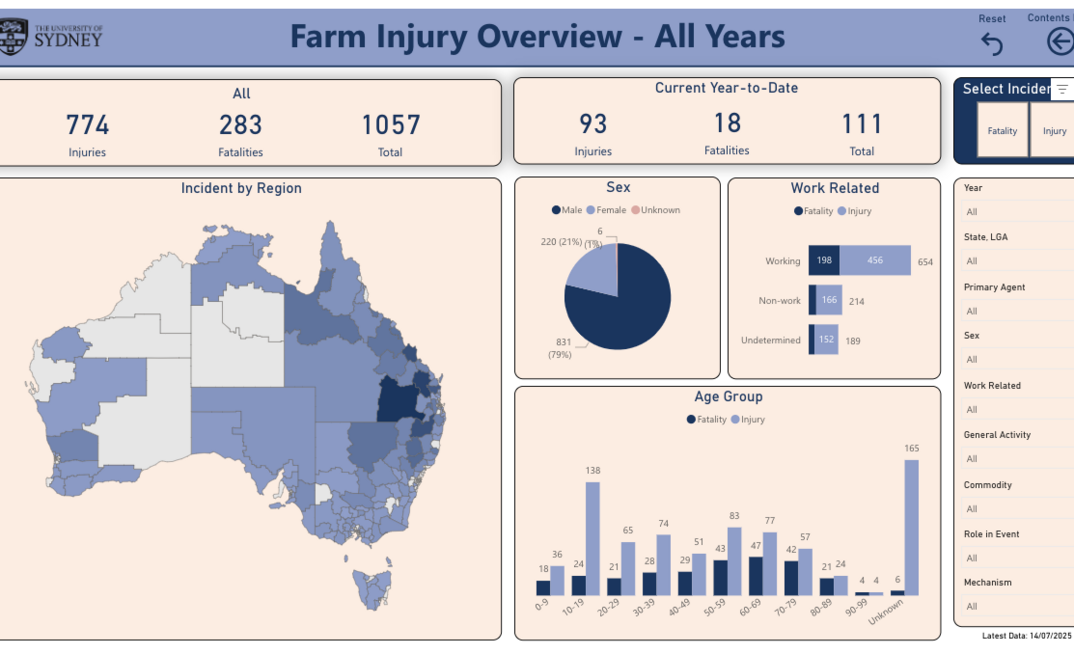 THE UNIVERSITY OF
SYDNEY
Farm Injury Overview - All Years
Reset
Contents
All
774
283
1057
Injuries
Fatalities
Total
Current Year-to-Date
93
18
111
Injuries
Fatalities
Total
Select Inciden
Fatality
Injury
Incident by Region
Sex
Male
Female
Unknown
6
(1%)
220 (21%)
831
(79%)
Work Related
Fatality
Injury
Working
198
456
654
Non-work
166
214
Undetermined
152
189
Age Group
Fatality
Injury
18
36
24
138
21
65
28
74
29
51
43
83
47
77
42
57
21
24
4
4
6
165
0-9
10-19
20-29
30-39
40-49
50-59
60-69
70-79
80-89
90-99
Unknown
Year
All
State, LGA
All
Primary Agent
All
Sex
All
Work Related
All
General Activity
All
Commodity
All
Role in Event
All
Mechanism
All
Latest Data: 14/07/2025